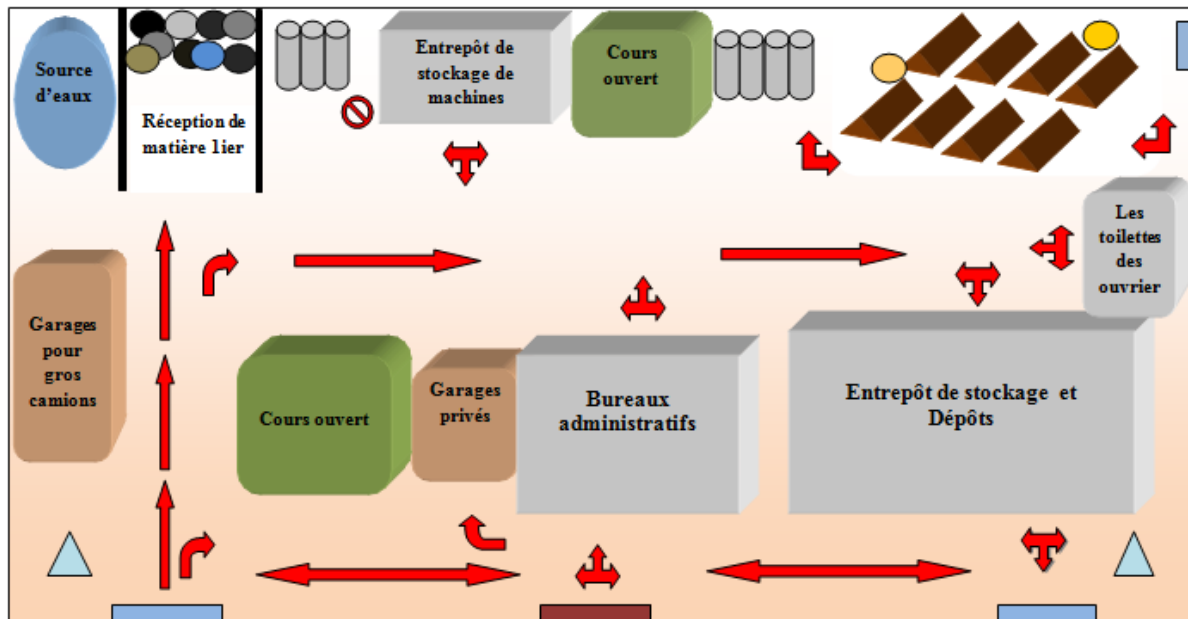 Source
d'eaux
Réception de
matière 1ier
Entrepôt de
stockage de
machines
Cours
ouvert
Les
toilettes
des
ouvrier
Garages
pour
gros
camions
Cours ouvert
Garages
privés
Bureaux
administratifs
Entrepôt de stockage et
Dépôts